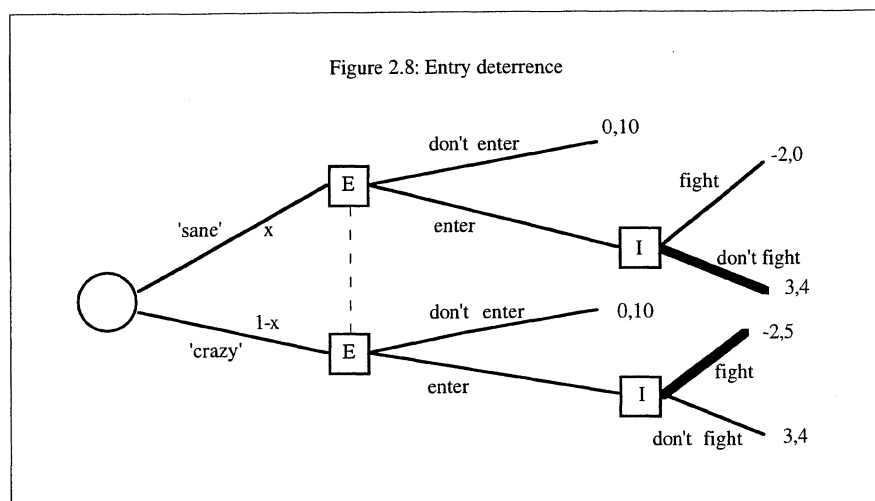 Figure 2.8: Entry deterrence
0,10
don't enter
-2,0
fight
E
'sane'
x
enter
I
don't fight
3,4
1-x
don't enter
0,10
-2,5
E
'crazy'
fight
enter
I
don't fight
3,4